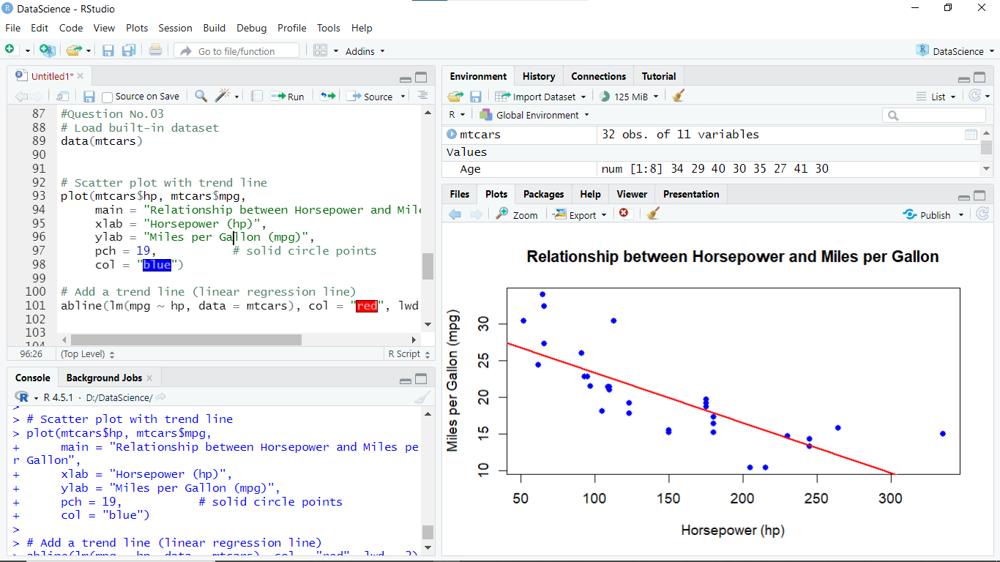 DataScience - RStudio
File Edit Code View Plots Session Build Debug Profile Tools Help
Go to file/function Addins DataScience
Untitled1*
Source on Save Run Source
87 #Question No.03
88 # Load built-in dataset
89 data(mtcars)
90
91
92 # Scatter plot with trend line
93 plot(mtcars$hp, mtcars$mpg,
94 main = "Relationship between Horsepower and Mile
95 xlab = "Horsepower (hp)",
96 ylab = "Miles per Gallon (mpg)",
97 pch = 19, # solid circle points
98 col = "blue")
99
100 # Add a trend line (linear regression line)
101 abline(lm(mpg ~ hp, data = mtcars), col = "red", lwd
102
103
104
96:26 (Top Level) R Script
Console Background Jobs
R 4.5.1 · D:/DataScience/
>
> # Scatter plot with trend line
> plot(mtcars$hp, mtcars$mpg,
+ main = "Relationship between Horsepower and Miles pe
r Gallon",
+ xlab = "Horsepower (hp)",
+ ylab = "Miles per Gallon (mpg)",
+ pch = 19, # solid circle points
+ col = "blue")
>
> # Add a trend line (linear regression line)
> abline(lm(mpg ~ hp, data = mtcars), col = "red", lwd = 2)
Environment History Connections Tutorial
Import Dataset 125 MiB List
R Global Environment
mtcars 32 obs. of 11 variables
Values
Age num [1:8] 34 29 40 30 35 27 41 30
Files Plots Packages Help Viewer Presentation
Zoom Export Publish
Relationship between Horsepower and Miles per Gallon
Miles per Gallon (mpg)
30
25
20
15
10
50 100 150 200 250 300
Horsepower (hp)